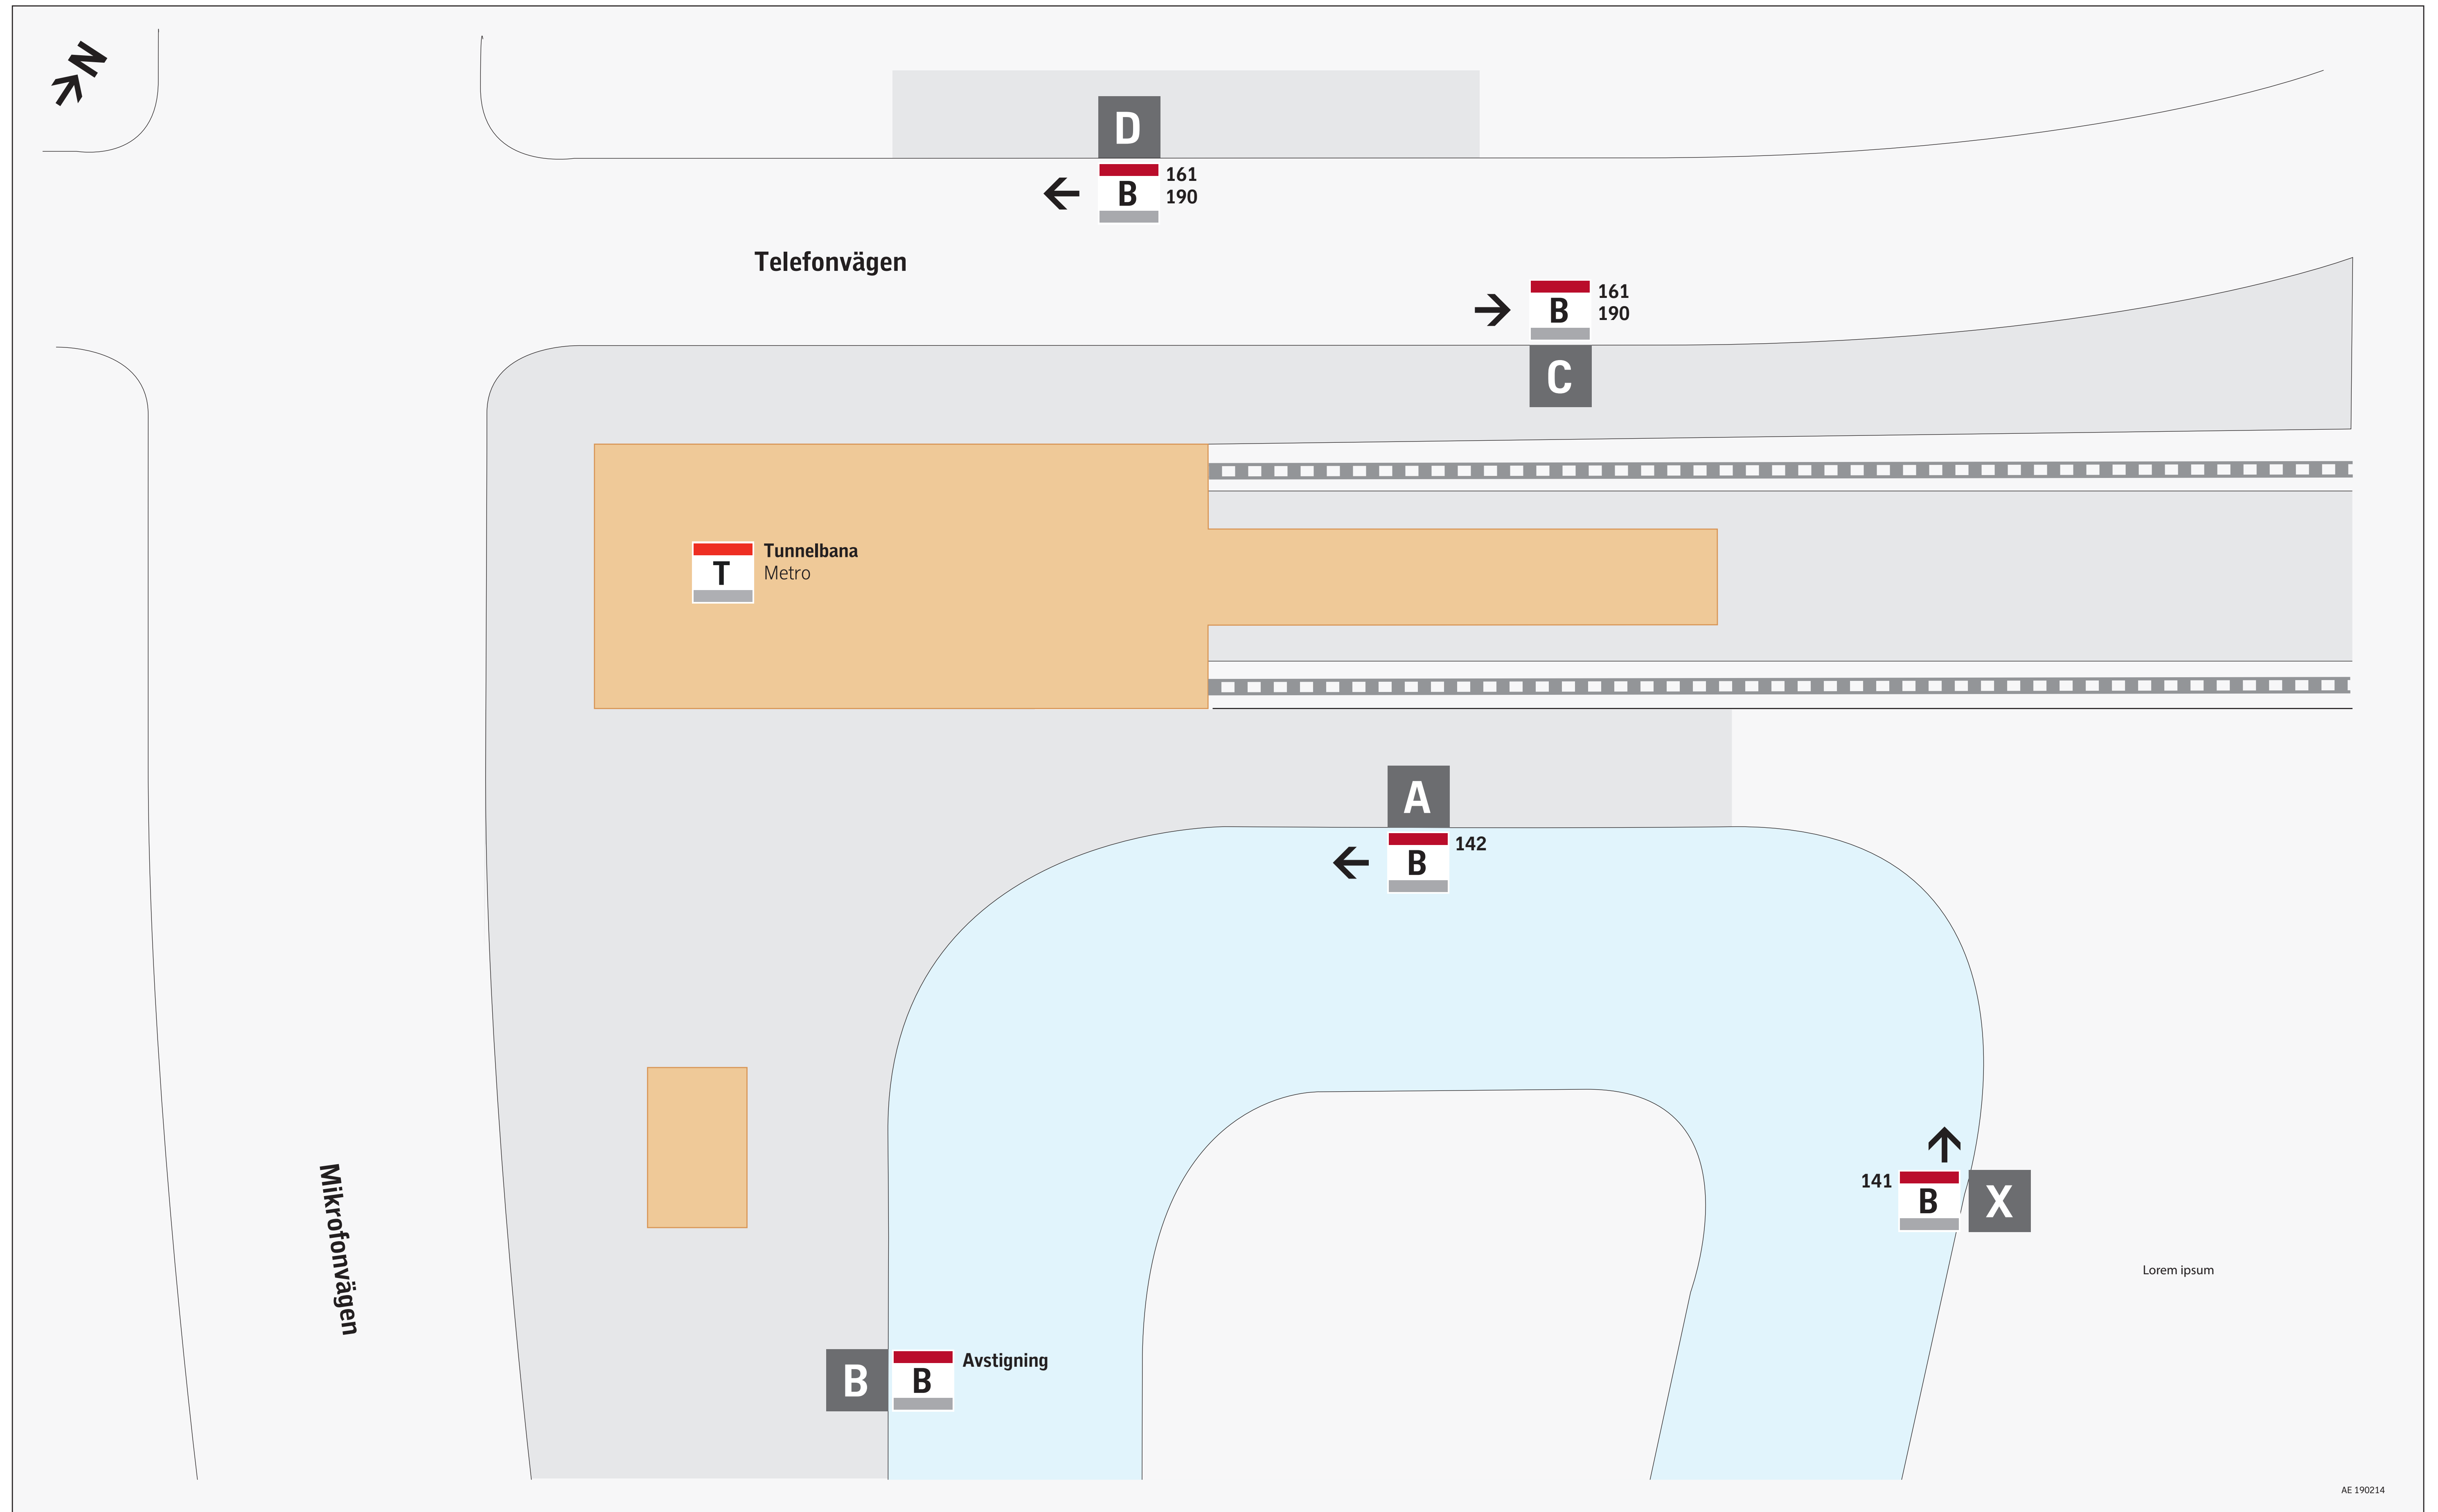 N
D
B
161
190
Telefonvägen
B
161
190
C
T
Tunnelbana
Metro
A
B
142
141
B
X
Mikrofonvägen
Lorem ipsum
B
B
Avstigning
AE 190214